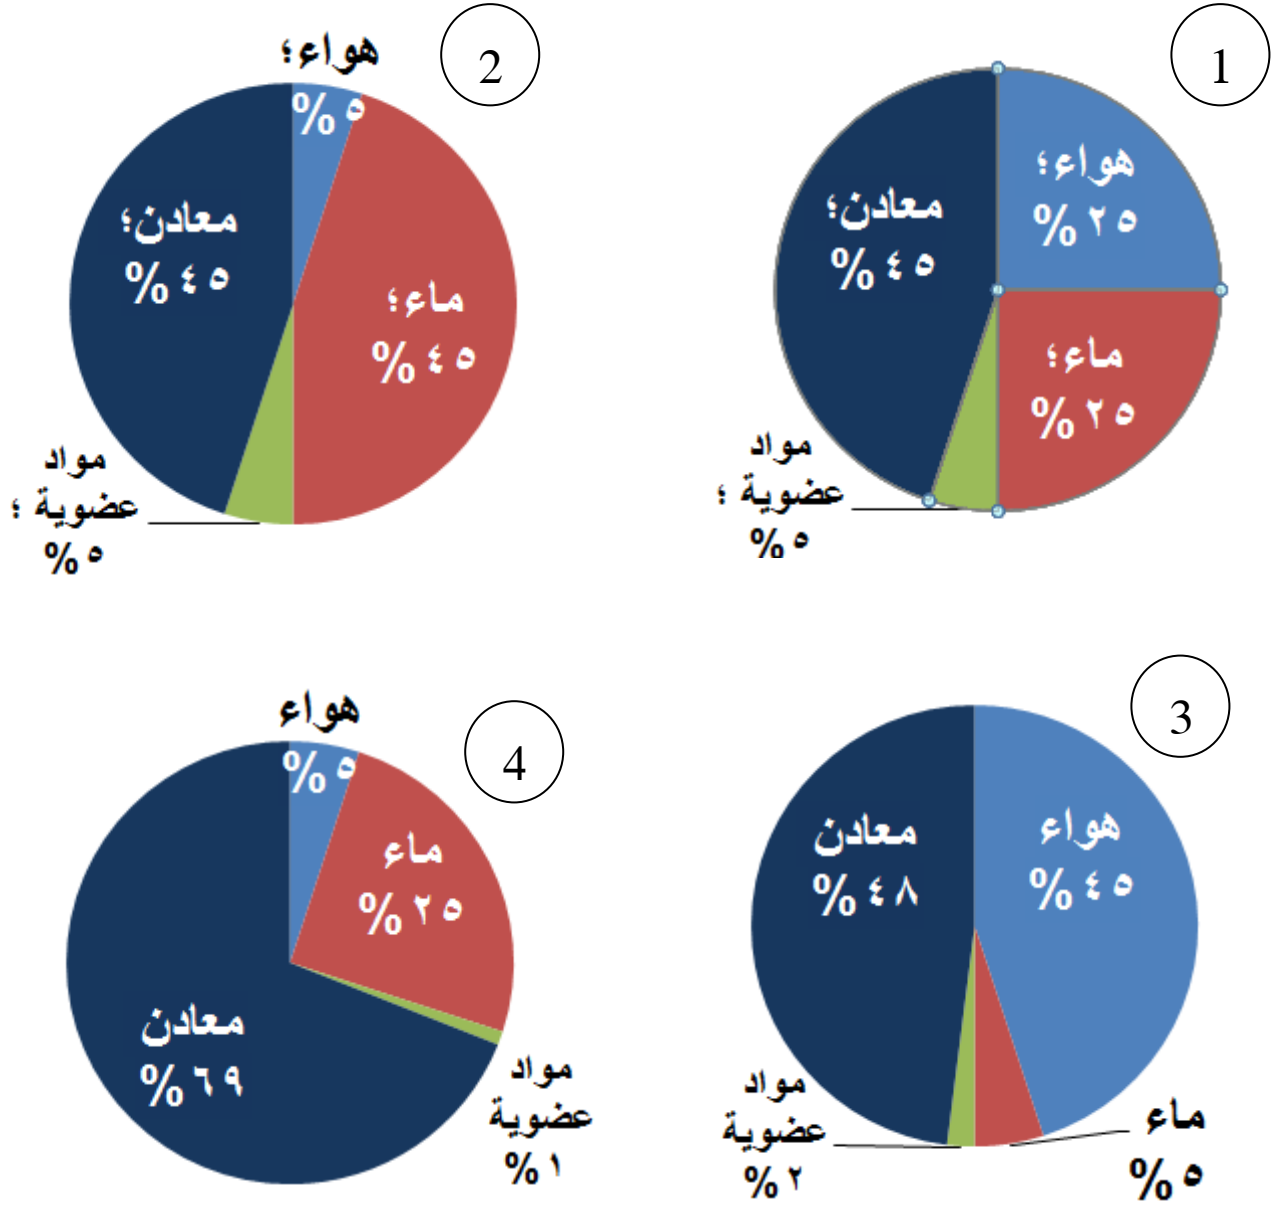 1
هواء؛
٢٥ %
ماء؛
٢٥ %
مواد
عضوية ؛
٥ %
معادن؛
٤٥ %
2
هواء؛
٥ %
ماء؛
٤٥ %
مواد
عضوية ؛
٥ %
معادن؛
٤٥ %
3
هواء
٤٥ %
ماء
٥ %
مواد
عضوية
٢ %
معادن
٤٨ %
4
هواء
٥ %
ماء
٢٥ %
مواد
عضوية
١ %
معادن
٦٩ %